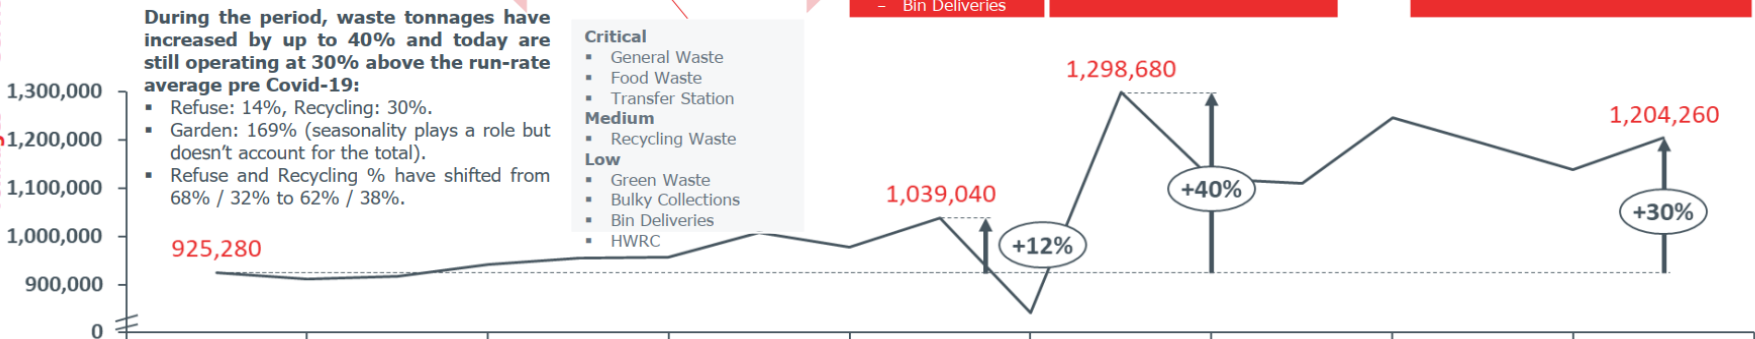 – Bin Deliveries
During the period, waste tonnages have
increased by up to 40% and today are
still operating at 30% above the run-rate
average pre Covid-19:
▪ Refuse: 14%, Recycling: 30%.
▪ Garden: 169% (seasonality plays a role but
doesn't account for the total).
▪ Refuse and Recycling % have shifted from
68% / 32% to 62% / 38%.
Critical
▪ General Waste
▪ Food Waste
▪ Transfer Station
Medium
▪ Recycling Waste
Low
▪ Green Waste
▪ Bulky Collections
▪ Bin Deliveries
▪ HWRC
1,300,000
1,200,000
1,100,000
1,000,000
900,000
0
925,280
1,039,040
+12%
1,298,680
+40%
1,204,260
+30%